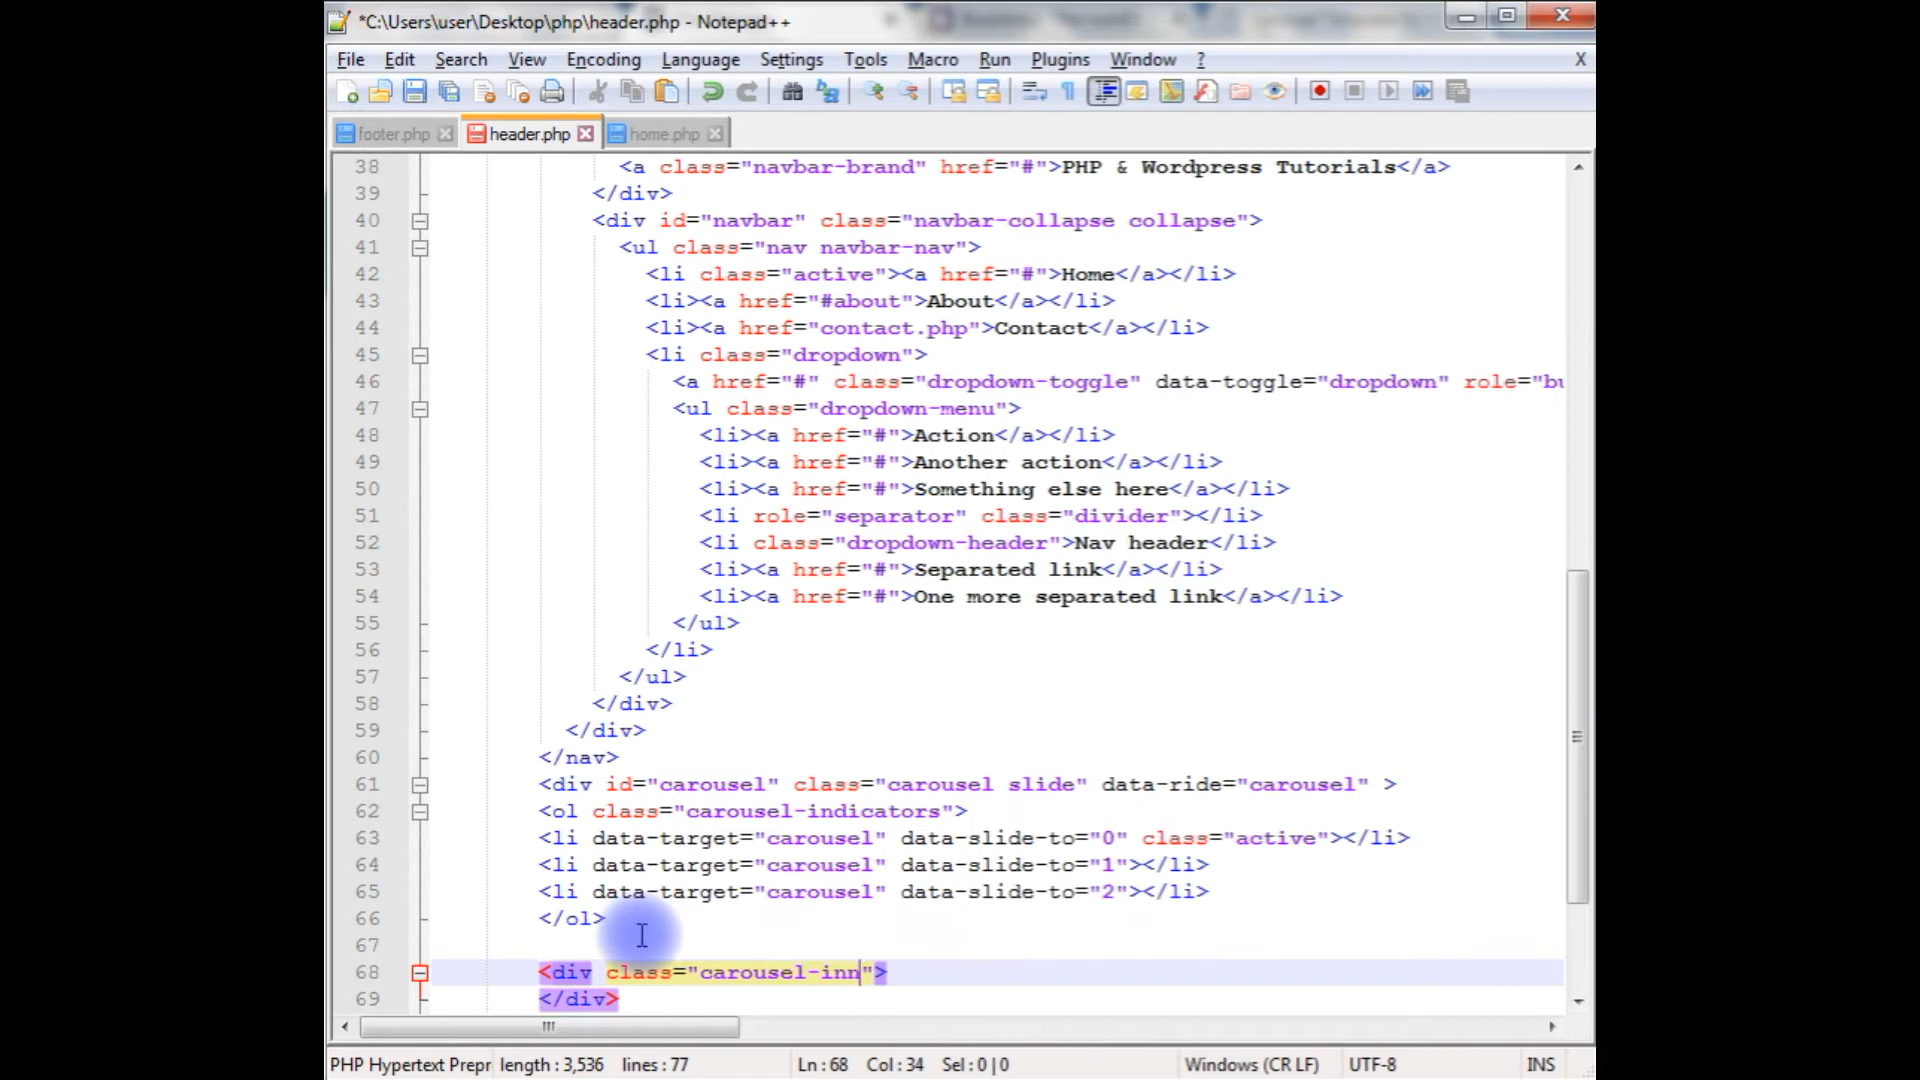 *C:\Users\user\Desktop\php\header.php - Notepad++
File Edit Search View Encoding Language Settings Tools Macro Run Plugins Window ? X
footer.php header.php home.php
38 <a class="navbar-brand" href="#">PHP & Wordpress Tutorials</a>
39 </div>
40 <div id="navbar" class="navbar-collapse collapse">
41 <ul class="nav navbar-nav">
42 <li class="active"><a href="#">Home</a></li>
43 <li><a href="#about">About</a></li>
44 <li><a href="contact.php">Contact</a></li>
45 <li class="dropdown">
46 <a href="#" class="dropdown-toggle" data-toggle="dropdown" role="bu
47 <ul class="dropdown-menu">
48 <li><a href="#">Action</a></li>
49 <li><a href="#">Another action</a></li>
50 <li><a href="#">Something else here</a></li>
51 <li role="separator" class="divider"></li>
52 <li class="dropdown-header">Nav header</li>
53 <li><a href="#">Separated link</a></li>
54 <li><a href="#">One more separated link</a></li>
55 </ul>
56 </li>
57 </ul>
58 </div>
59 </div>
60 </nav>
61 <div id="carousel" class="carousel slide" data-ride="carousel" >
62 <ol class="carousel-indicators">
63 <li data-target="carousel" data-slide-to="0" class="active"></li>
64 <li data-target="carousel" data-slide-to="1"></li>
65 <li data-target="carousel" data-slide-to="2"></li>
66 </ol>
67
68 <div class="carousel-inn">
69 </div>
PHP Hypertext Prepr length : 3,536 lines : 77 Ln : 68 Col : 34 Sel : 0 | 0 Windows (CR LF) UTF-8 INS